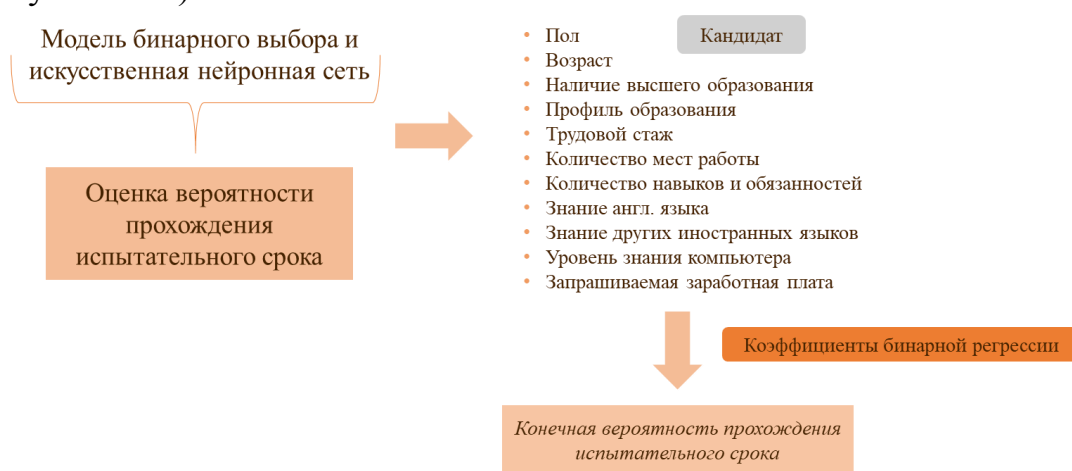 Модель бинарного выбора и
искусственная нейронная сеть
Оценка вероятности
прохождения
испытательного срока
Кандидат
• Пол
• Возраст
• Наличие высшего образования
• Профиль образования
• Трудовой стаж
• Количество мест работы
• Количество навыков и обязанностей
• Знание англ. языка
• Знание других иностранных языков
• Уровень знания компьютера
• Запрашиваемая заработная плата
Коэффициенты бинарной регрессии
Конечная вероятность прохождения
испытательного срока